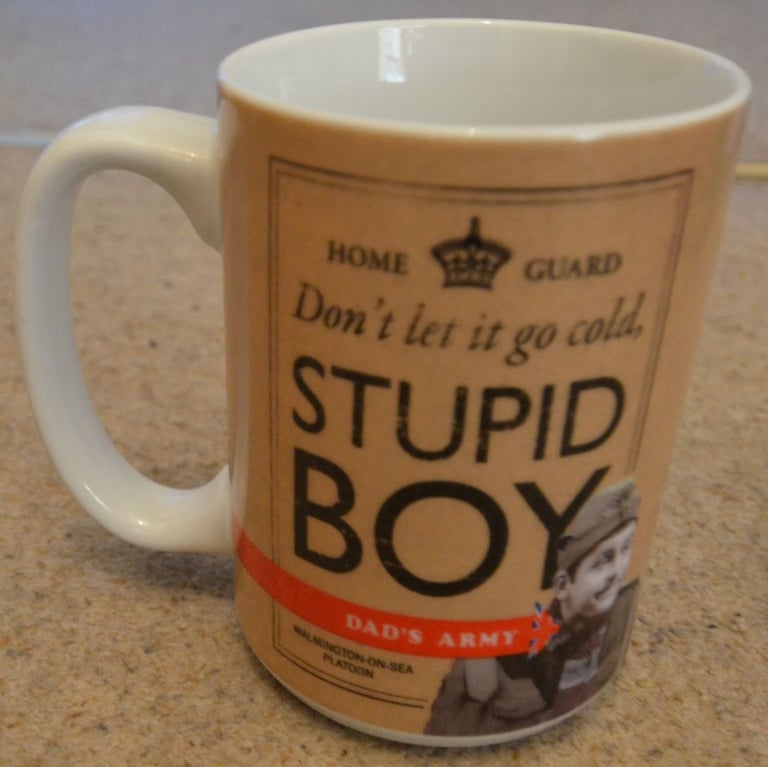 HOME GUARD
Don't let it go cold,
STUPID
BOY
DAD'S ARMY
WALMINGTON-ON-SEA
PLATOON